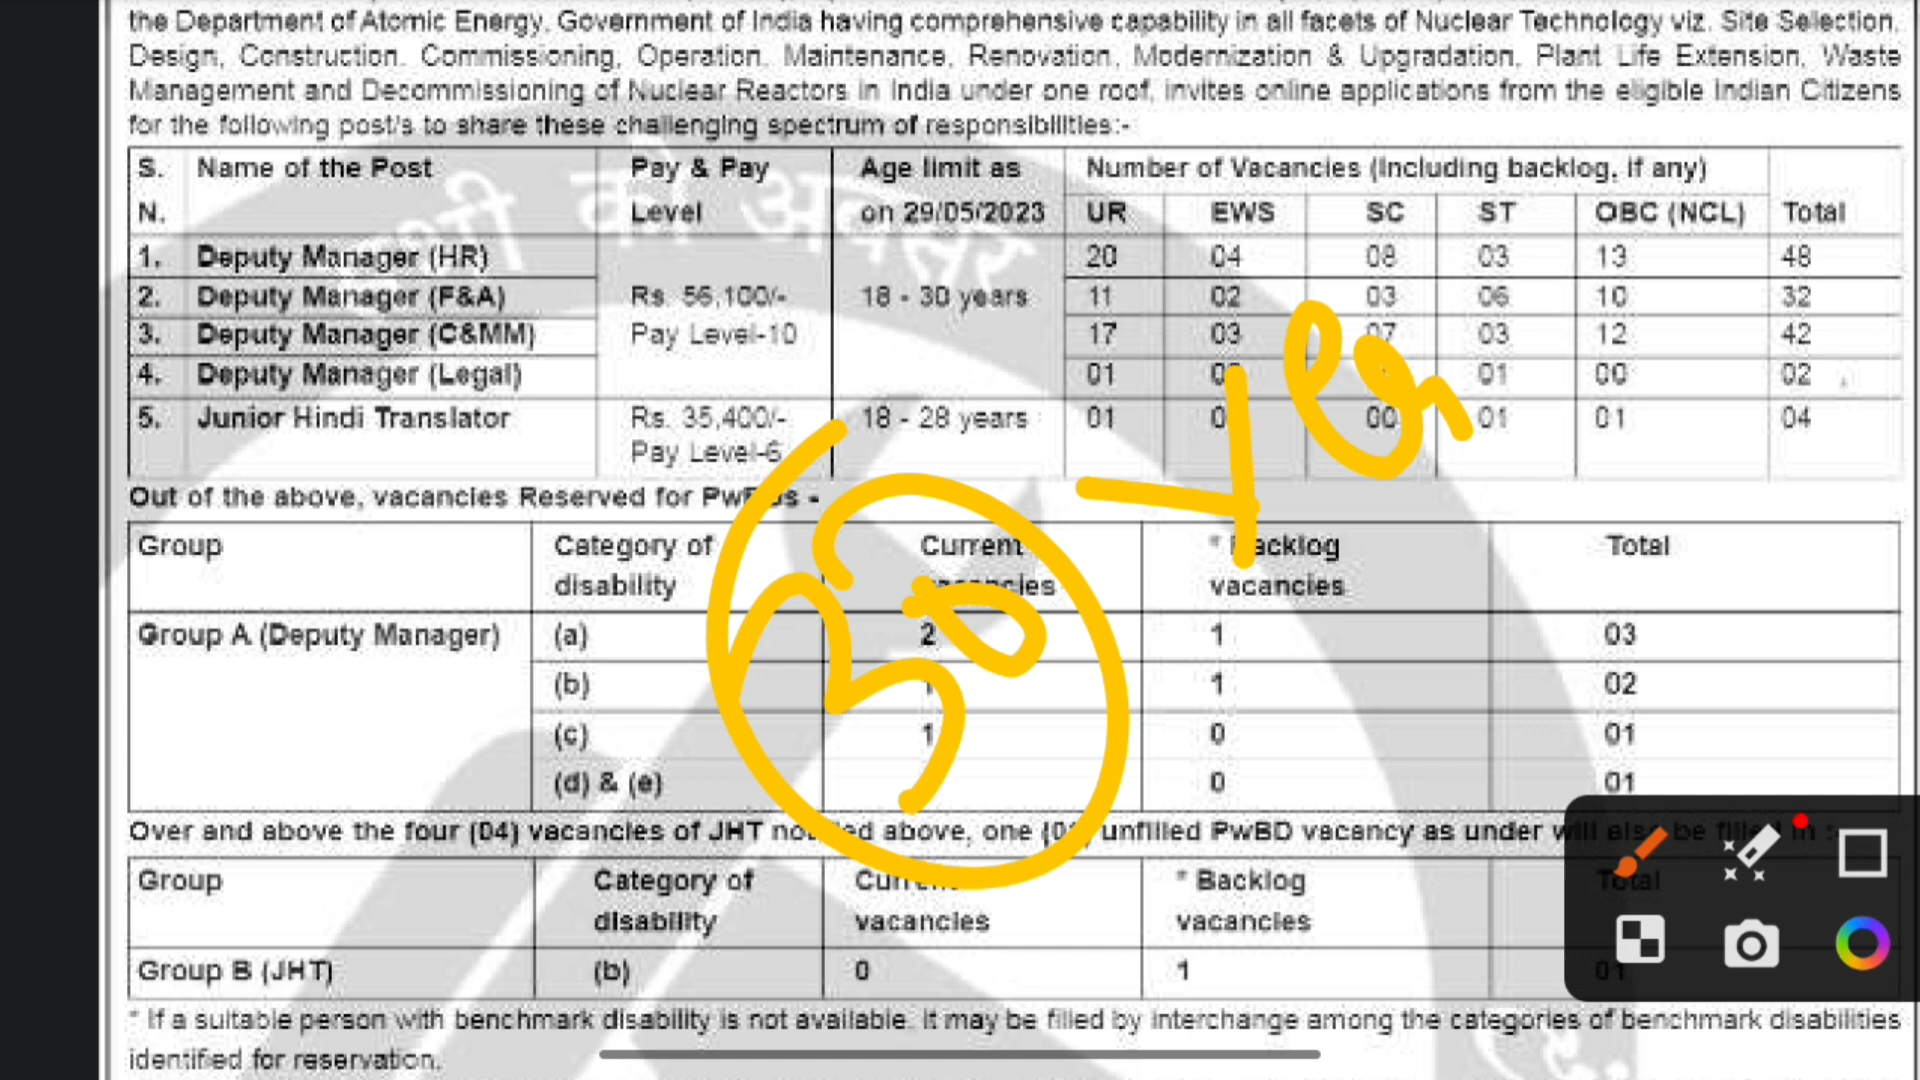 the Department of Atomic Energy, Government of India having comprehensive capability in all facets of Nuclear Technology viz. Site Selection,
Design, Construction, Commissioning, Operation, Maintenance, Renovation, Modernization & Upgradation, Plant Life Extension, Waste
Management and Decommissioning of Nuclear Reactors in India under one roof, invites online applications from the eligible Indian Citizens
for the following post/s to share these challenging spectrum of responsibilities:-
S. Name of the Post Pay & Pay Age limit as Number of Vacancies (Including backlog, if any)
N. Level on 29/05/2023 UR EWS SC ST OBC (NCL) Total
1. Deputy Manager (HR) 20 04 08 03 13 48
2. Deputy Manager (F&A) Rs. 56,100/- 18 - 30 years 11 02 03 06 10 32
3. Deputy Manager (C&MM) Pay Level-10 17 03 07 03 12 42
4. Deputy Manager (Legal) 01 01 00 02
5. Junior Hindi Translator Rs. 35,400/- 18 - 28 years 01 00 01 01 04
Pay Level-6
Out of the above, vacancies Reserved for -
Group Category of Current * Backlog Total
disability vacancies vacancies
Group A (Deputy Manager) (a) 2 1 03
(b) 1 1 02
(c) 1 0 01
(d) & (e) 0 01
30 Yes
Over and above the four (04) vacancies of JHT above, one unfilled PwBD vacancy as under will also be filled in :
Group Category of Current * Backlog Total
disability vacancies vacancies
Group B (JHT) (b) 0 1 01
* If a suitable person with benchmark disability is not available, it may be filled by interchange among the categories of benchmark disabilities
identified for reservation.